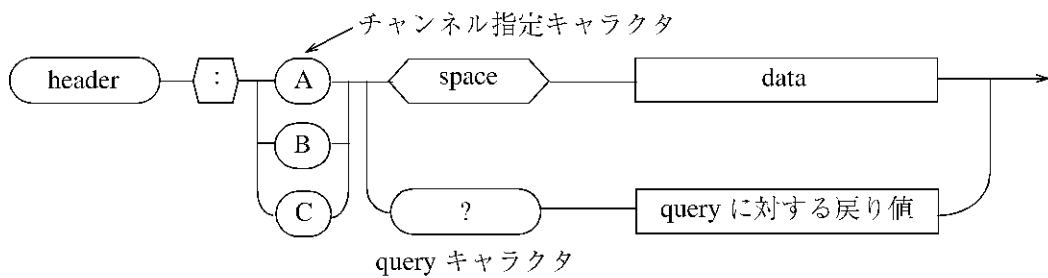 チャンネル指定キャラクタ
header : A space data
B
C ? query に対する戻り値
query キャラクタ